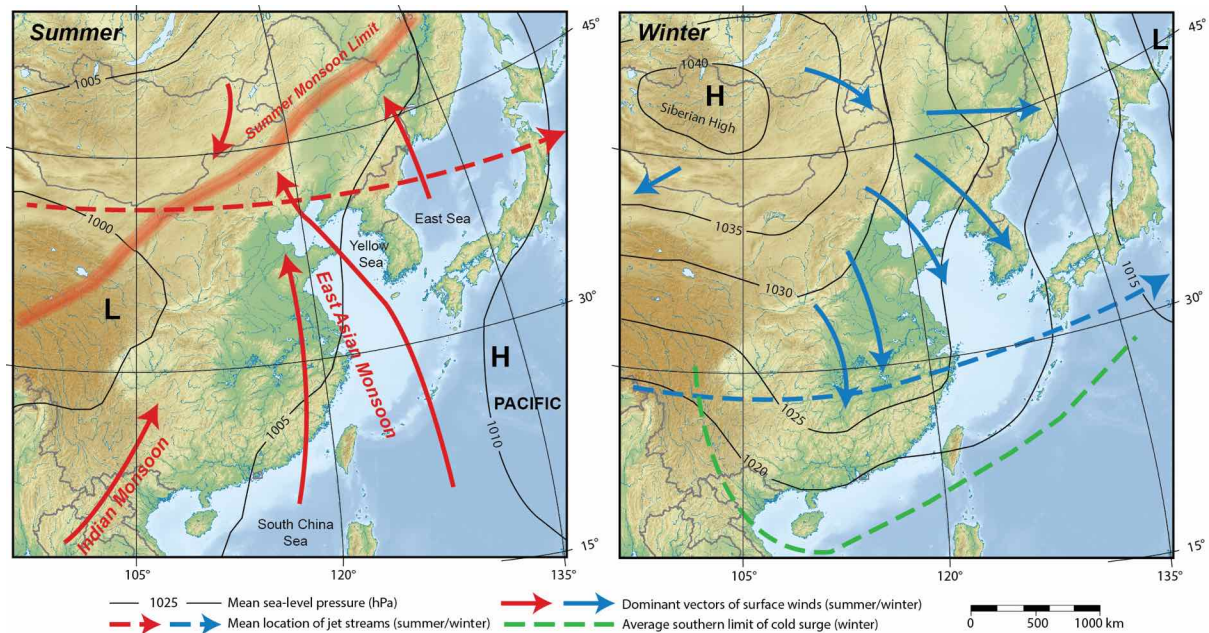 Summer
1005
Summer Monsoon Limit
45°
1000
East Sea
Yellow
Sea
L
East Asian Monsoon
30°
H
PACIFIC
1005
1010
Indian Monsoon
South China
Sea
15°
105°
120°
135°
Winter
45°
L
1040
H
Siberian High
1035
1030
1015
30°
1025
1020
15°
105°
120°
135°
1025 Mean sea-level pressure (hPa)
Mean location of jet streams (summer/winter)
Dominant vectors of surface winds (summer/winter)
Average southern limit of cold surge (winter)
0 500 1000 km